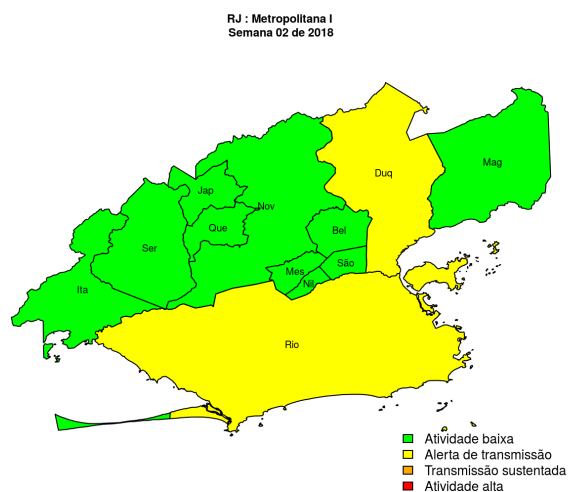 RJ : Metropolitana I
Semana 02 de 2018
Duq
Mag
Jap
Nov
Que
Bel
Ser
São
Mes
Nil
Ita
Rio
Atividade baixa
Alerta de transmissão
Transmissão sustentada
Atividade alta